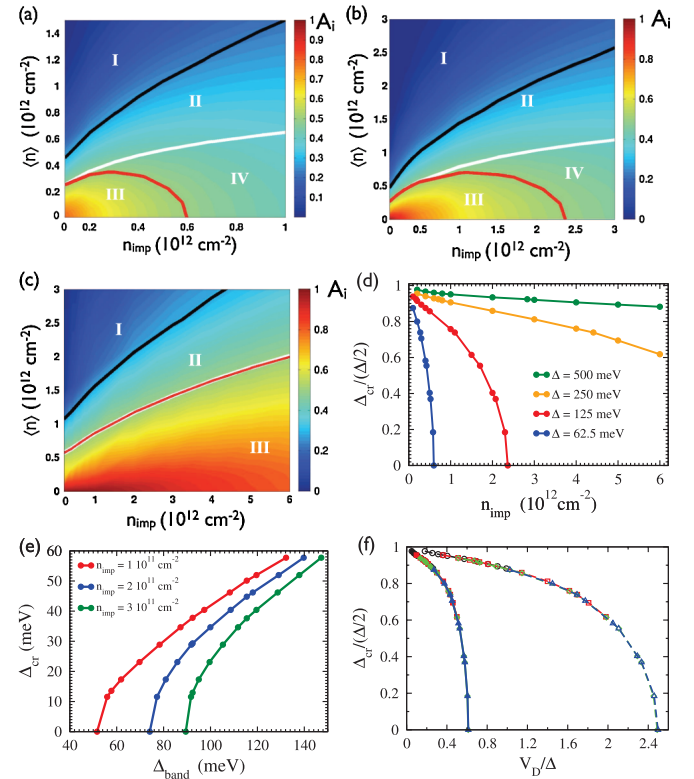 (a)
A_i
1.4
1.2
1
0.8
0.6
0.4
0.2
0
⟨n⟩ (10^12 cm^-2)
I
II
III
IV
0 0.2 0.4 0.6 0.8 1
n_imp (10^12 cm^-2)
1
0.9
0.8
0.7
0.6
0.5
0.4
0.3
0.2
0.1
(b)
A_i
3
2.5
2
1.5
1
0.5
0
⟨n⟩ (10^12 cm^-2)
I
II
III
IV
0 0.5 1 1.5 2 2.5 3
n_imp (10^12 cm^-2)
1
0.8
0.6
0.4
0.2
0
(c)
A_i
3
2.5
2
1.5
1
0.5
0
⟨n⟩ (10^12 cm^-2)
I
II
III
0 1 2 3 4 5 6
n_imp (10^12 cm^-2)
1
0.8
0.6
0.4
0.2
0
(d)
Δ_cr/(Δ/2)
1
0.8
0.6
0.4
0.2
0
Δ = 500 meV
Δ = 250 meV
Δ = 125 meV
Δ = 62.5 meV
0 1 2 3 4 5 6
n_imp (10^12 cm^-2)
(e)
Δ_cr (meV)
60
50
40
30
20
10
0
n_imp = 1 10^11 cm^-2
n_imp = 2 10^11 cm^-2
n_imp = 3 10^11 cm^-2
40 60 80 100 120 140
Δ_band (meV)
(f)
Δ_cr/(Δ/2)
1
0.8
0.6
0.4
0.2
0
0 0.4 0.8 1.2 1.6 2 2.4
V_D/Δ